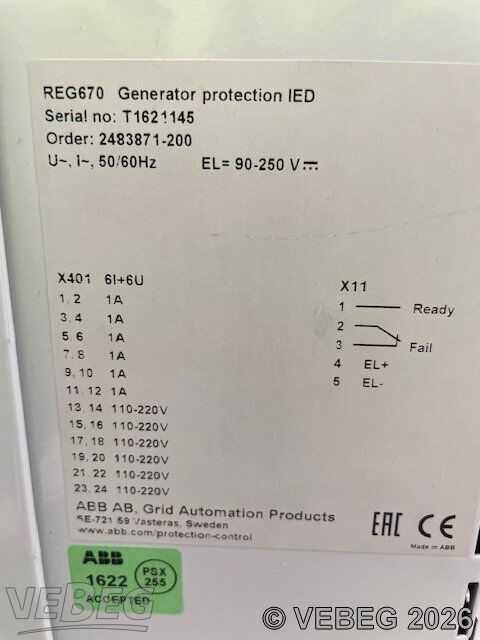 REG670 Generator protection IED
Serial no: T1621145
Order: 2483871-200
U~, I~, 50/60Hz EL= 90-250 V
X401 6I+6U
1, 2 1A
3, 4 1A
5, 6 1A
7, 8 1A
9, 10 1A
11, 12 1A
13, 14 110-220V
15, 16 110-220V
17, 18 110-220V
19, 20 110-220V
21, 22 110-220V
23, 24 110-220V
X11
1 Ready
2
3 Fail
4 EL+
5 EL-
ABB AB, Grid Automation Products
SE-721 59 Vasteras, Sweden
www.abb.com/protection-control
EAC CE
Made in ABB
ABB
1622
PSX
255
ACCEPTED
VEBEG
© VEBEG 2026